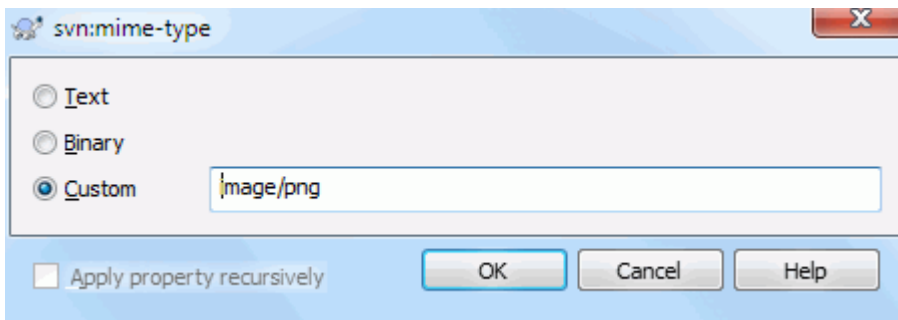 svn:mime-type
Text
Binary
Custom image/png
Apply property recursively OK Cancel Help